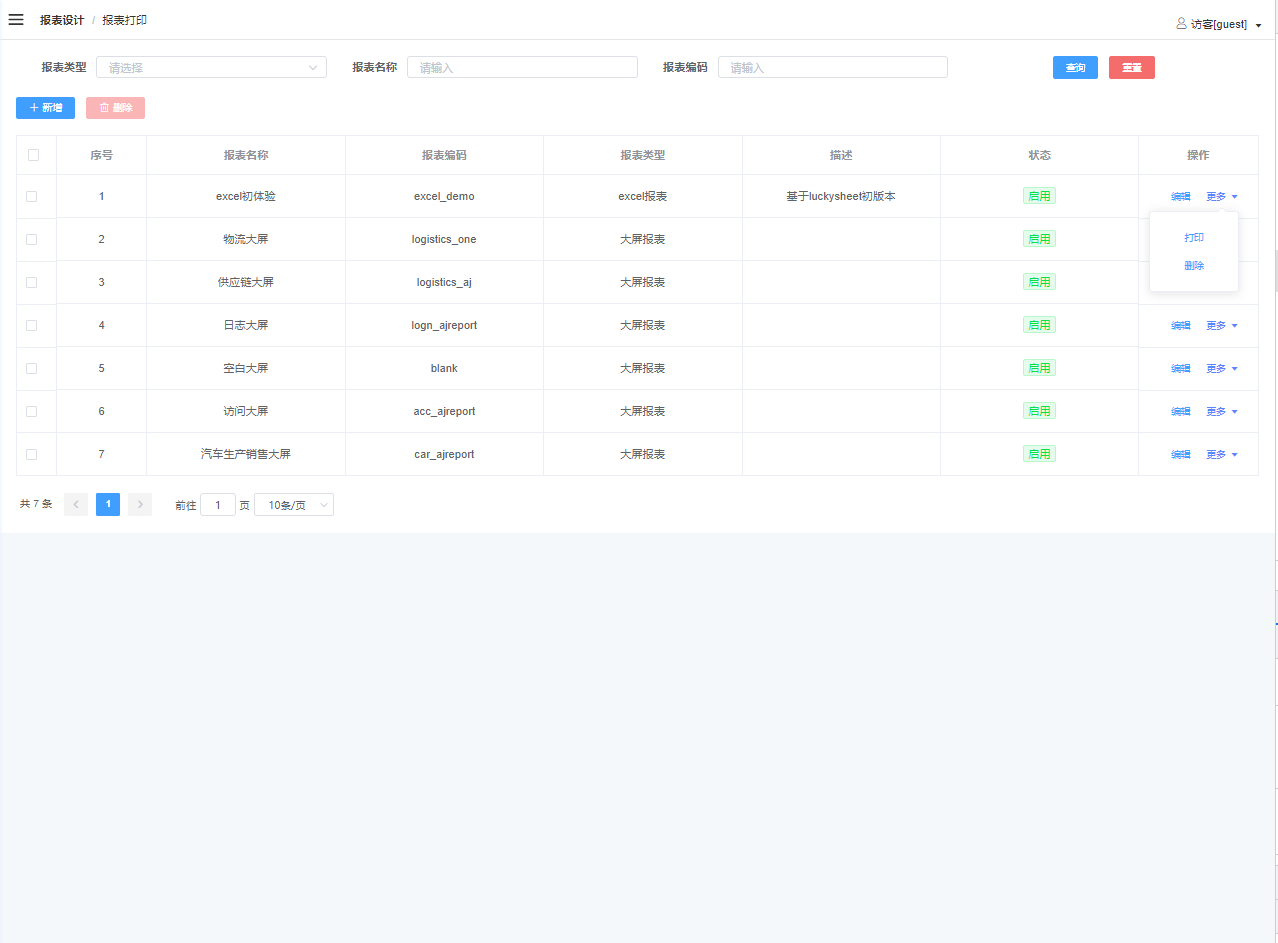 报表设计 / 报表打印
访客[guest]
报表类型 请选择 报表名称 请输入 报表编码 请输入 查询 重置
新增 删除
序号 报表名称 报表编码 报表类型 描述 状态 操作
1 excel初体验 excel_demo excel报表 基于luckysheet初版本 启用 编辑 更多
2 物流大屏 logistics_one 大屏报表 启用
打印
删除
3 供应链大屏 logistics_aj 大屏报表 启用
4 日志大屏 logn_ajreport 大屏报表 启用 编辑 更多
5 空白大屏 blank 大屏报表 启用 编辑 更多
6 访问大屏 acc_ajreport 大屏报表 启用 编辑 更多
7 汽车生产销售大屏 car_ajreport 大屏报表 启用 编辑 更多
共 7 条 1 前往 1 页 10条/页